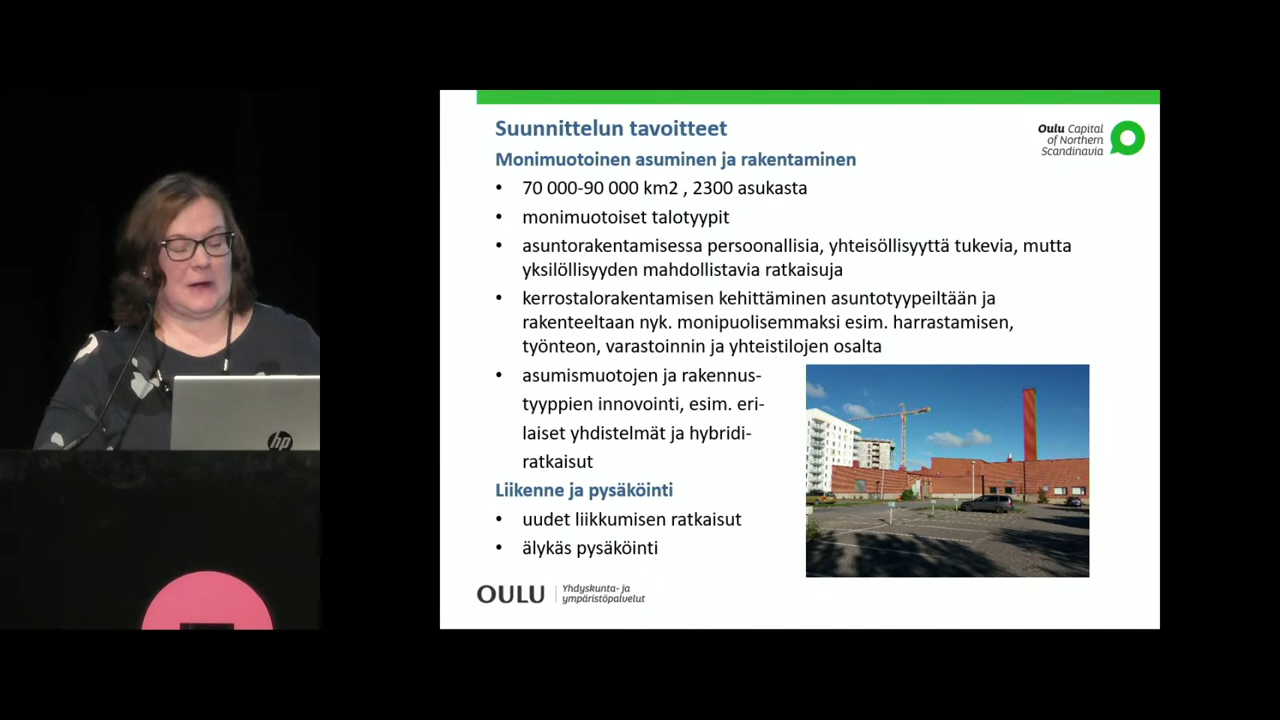 Suunnittelun tavoitteet
Oulu Capital
of Northern
Scandinavia
Monimuotoinen asuminen ja rakentaminen
• 70 000-90 000 km2 , 2300 asukasta
• monimuotoiset talotyypit
• asuntorakentamisessa persoonallisia, yhteisöllisyyttä tukevia, mutta
yksilöllisyyden mahdollistavia ratkaisuja
• kerrostalorakentamisen kehittäminen asuntotyypeiltään ja
rakenteeltaan nyk. monipuolisemmaksi esim. harrastamisen,
työnteon, varastoinnin ja yhteistilojen osalta
• asumismuotojen ja rakennus-
tyyppien innovointi, esim. eri-
laiset yhdistelmät ja hybridi-
ratkaisut
Liikenne ja pysäköinti
• uudet liikkumisen ratkaisut
• älykäs pysäköinti
OULU
Yhdyskunta- ja
ympäristöpalvelut
hp